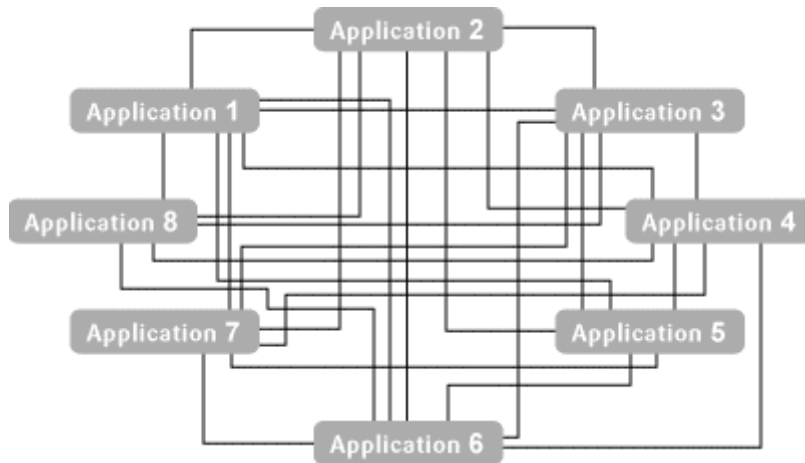 Application 2
Application 1
Application 3
Application 8
Application 4
Application 7
Application 5
Application 6